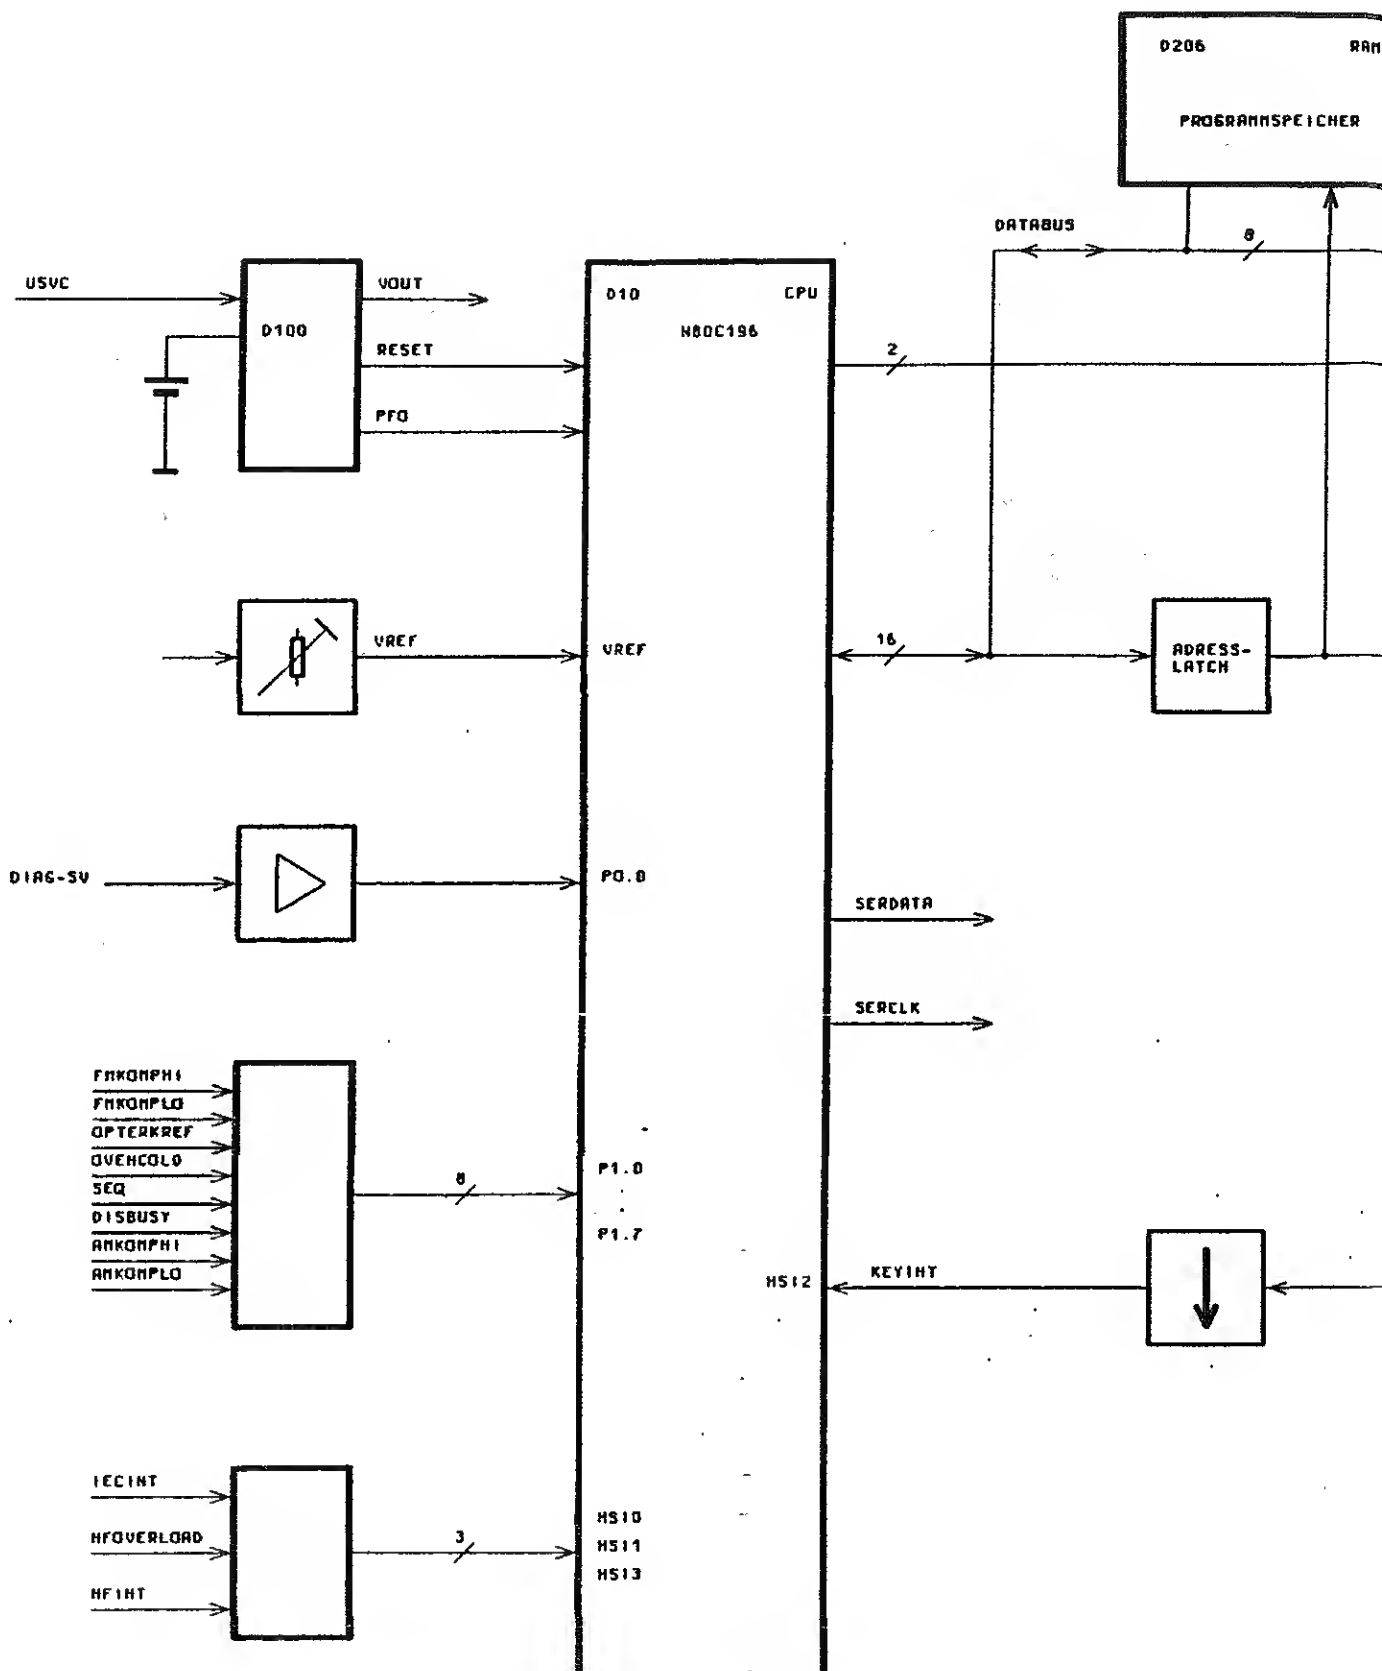 D206 RAM
PROGRAMMSPEICHER
DATABUS 8
USVC VOUT
D10 CPU
D100
N80C196
RESET
2
PFO
VREF VREF
16
ADRESS-
LATCH
DIAG-5V P0.0
SERDATA
SERCLK
FMKOMPHI
FMKOMPLO
OPTERKREF
OVENCOLD
SEQ
DISBUSY
AMKOMPHI
AMKOMPLO
8
P1.0
P1.7
HSI2 KEYINT
IECINT
HFOVERLOAD
HFINT
3
HSI0
HSI1
HSI3